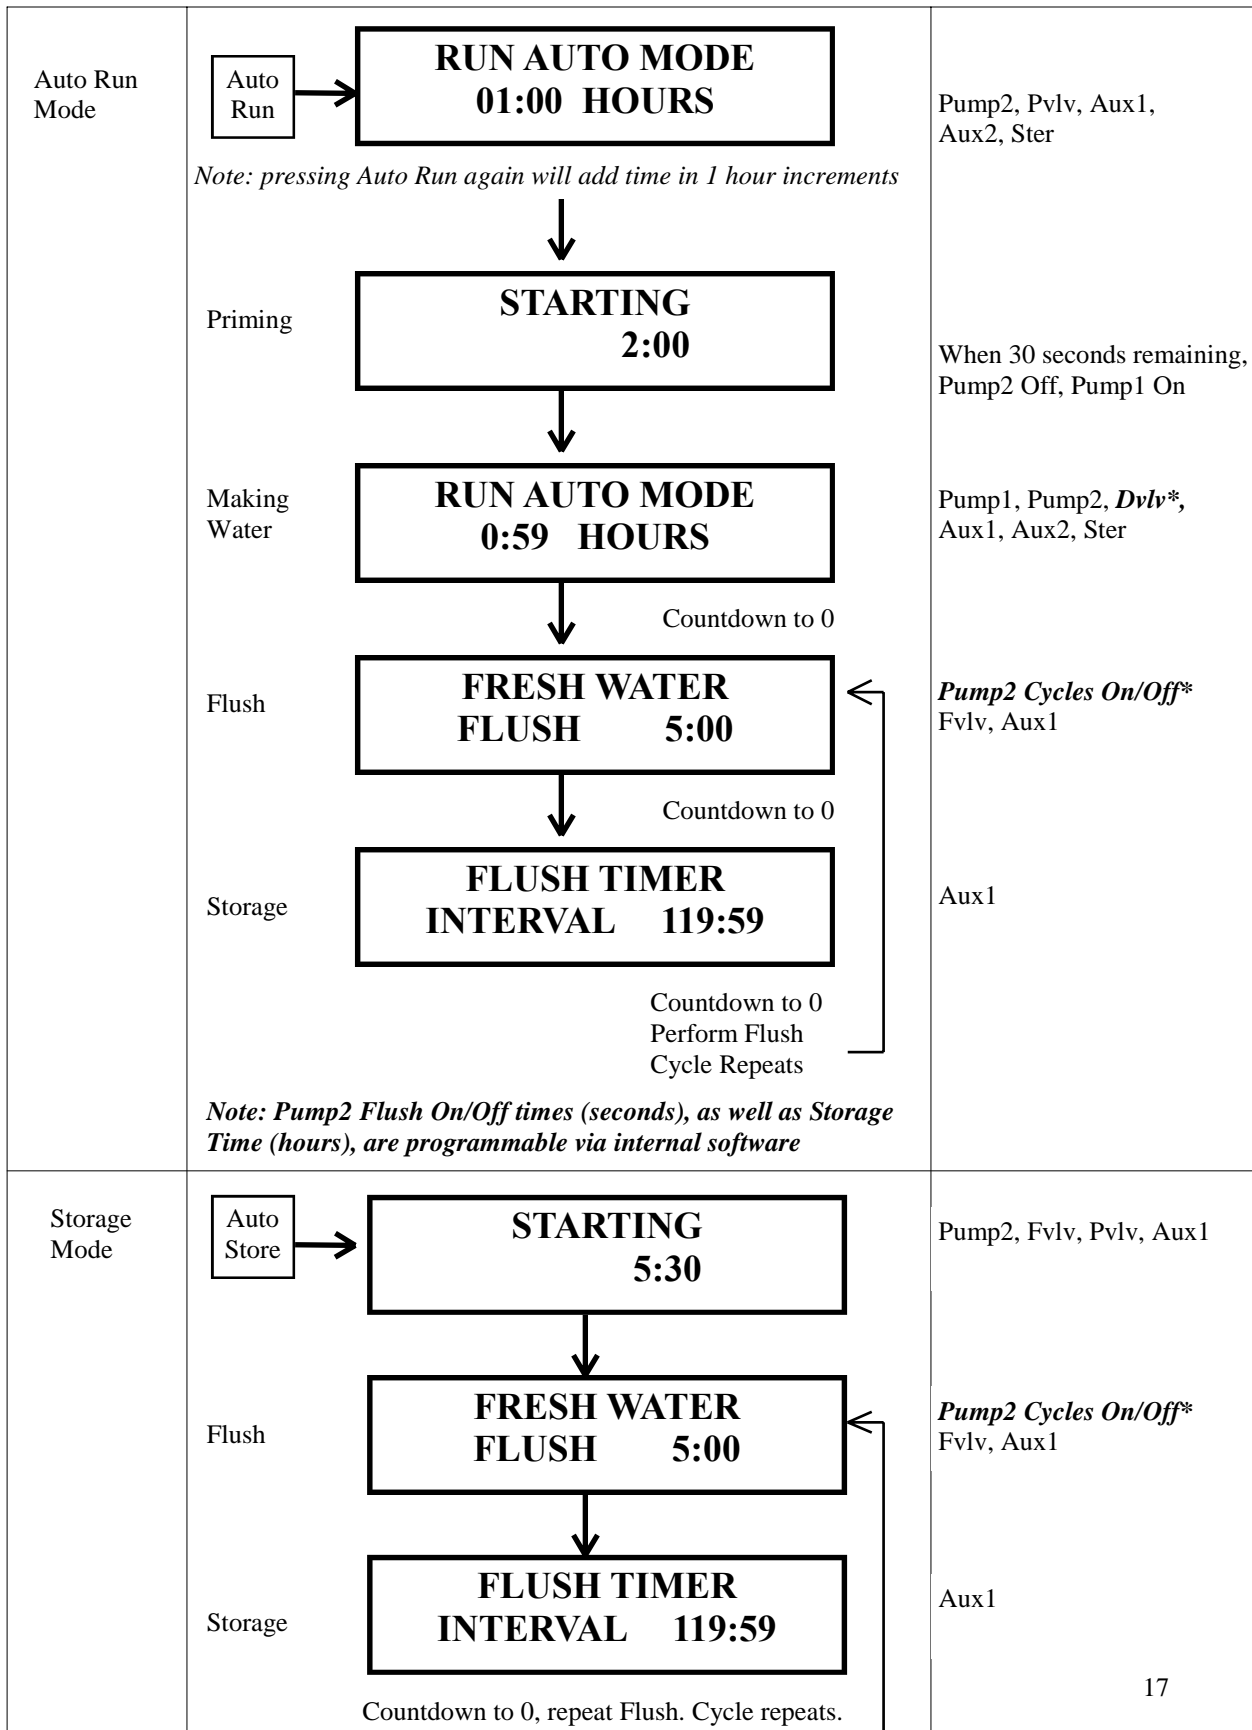 Auto Run
Mode
Auto
Run
RUN AUTO MODE
01:00 HOURS
Pump2, Pvlv, Aux1,
Aux2, Ster
Note: pressing Auto Run again will add time in 1 hour increments
Priming
STARTING
2:00
When 30 seconds remaining,
Pump2 Off, Pump1 On
Making
Water
RUN AUTO MODE
0:59 HOURS
Pump1, Pump2, Dvlv*,
Aux1, Aux2, Ster
Countdown to 0
Flush
FRESH WATER
FLUSH 5:00
Pump2 Cycles On/Off*
Fvlv, Aux1
Countdown to 0
Storage
FLUSH TIMER
INTERVAL 119:59
Aux1
Countdown to 0
Perform Flush
Cycle Repeats
Note: Pump2 Flush On/Off times (seconds), as well as Storage
Time (hours), are programmable via internal software
Storage
Mode
Auto
Store
STARTING
5:30
Pump2, Fvlv, Pvlv, Aux1
Flush
FRESH WATER
FLUSH 5:00
Pump2 Cycles On/Off*
Fvlv, Aux1
Storage
FLUSH TIMER
INTERVAL 119:59
Aux1
Countdown to 0, repeat Flush. Cycle repeats.
17